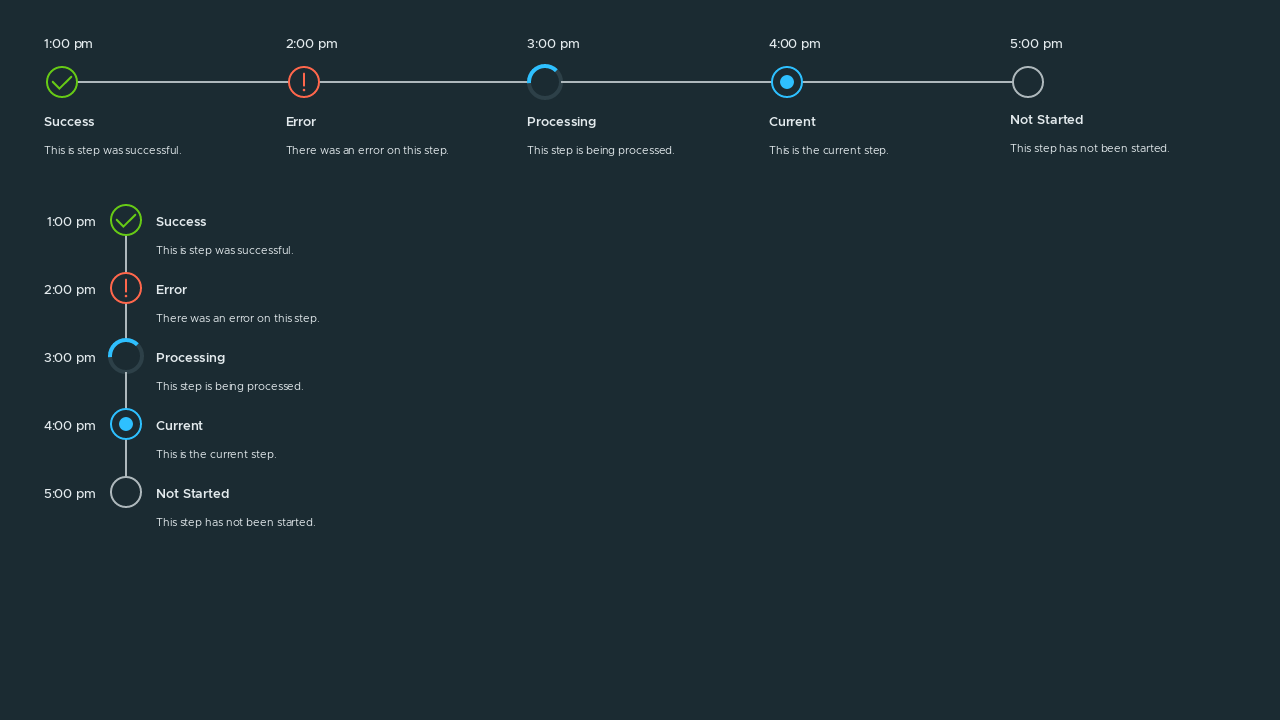 1:00 pm 2:00 pm 3:00 pm 4:00 pm 5:00 pm
Success Error Processing Current Not Started
This is step was successful. There was an error on this step. This step is being processed. This is the current step. This step has not been started.
1:00 pm Success
This is step was successful.
2:00 pm Error
There was an error on this step.
3:00 pm Processing
This step is being processed.
4:00 pm Current
This is the current step.
5:00 pm Not Started
This step has not been started.